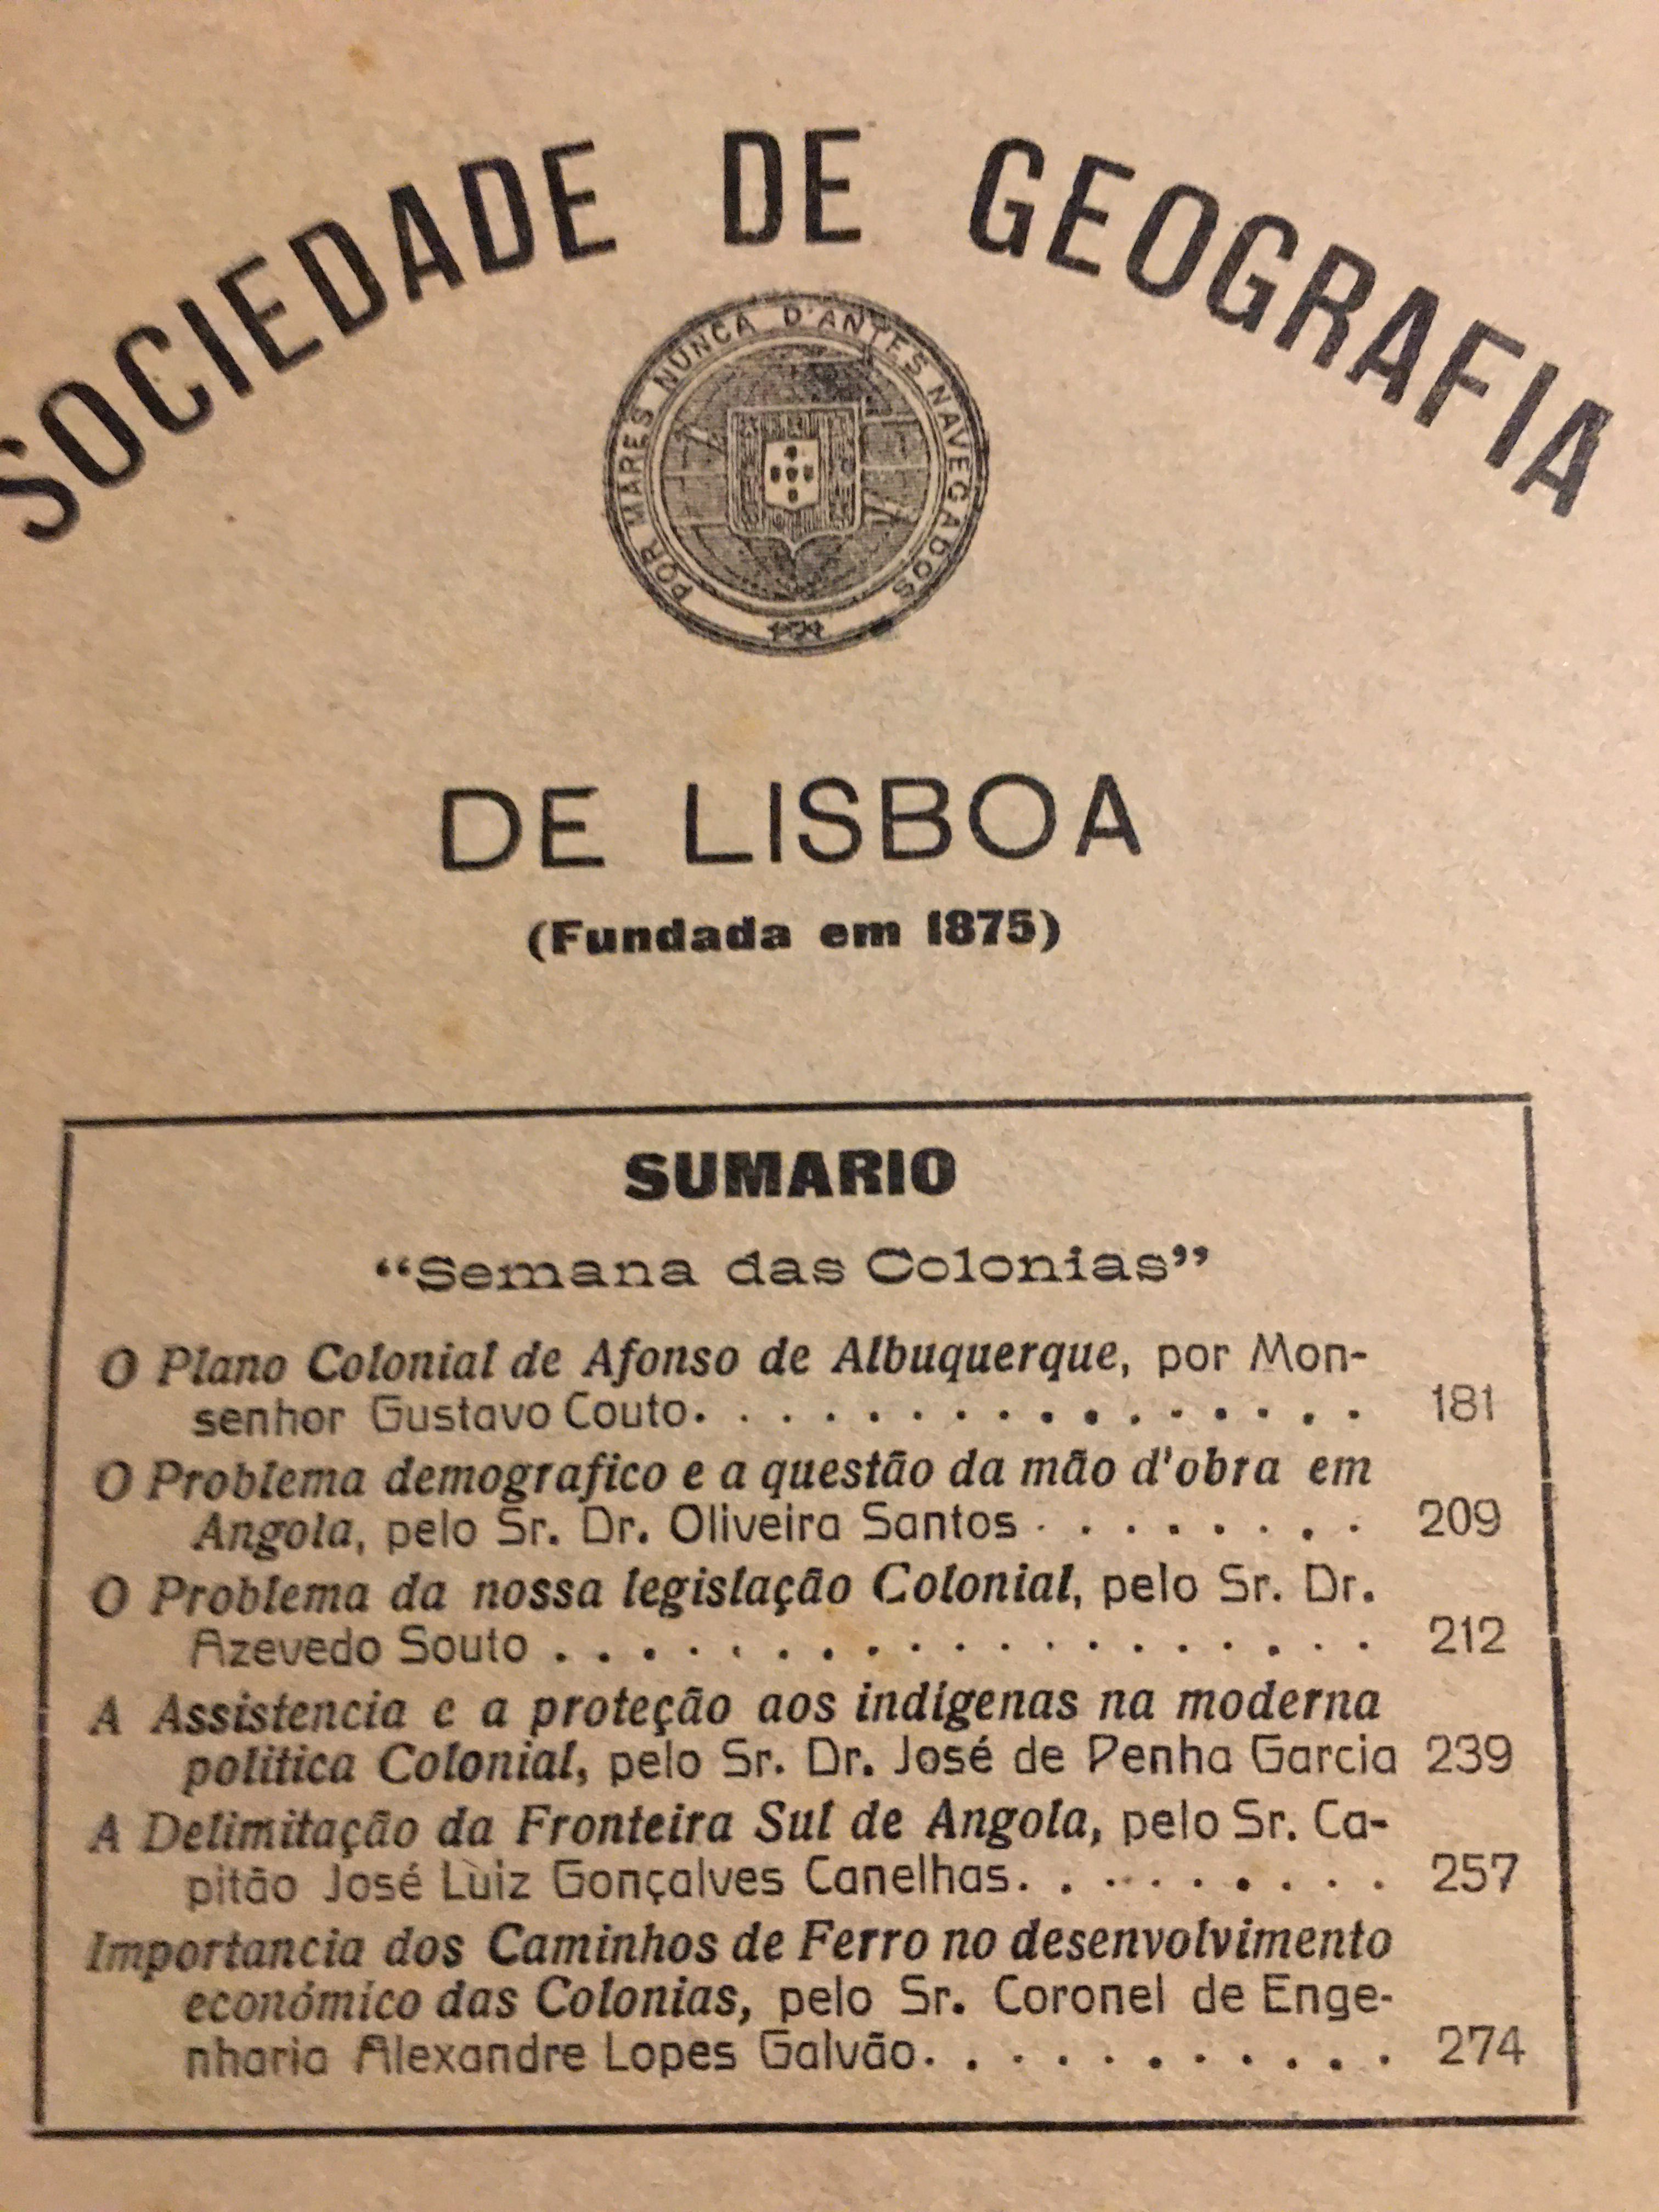 SOCIEDADE DE GEOGRAFIA
POR MARES NUNCA D'ANTES NAVEGADOS
DE LISBOA
(Fundada em 1875)
SUMARIO
“Semana das Colonias”
O Plano Colonial de Afonso de Albuquerque, por Mon-
senhor Gustavo Couto. . . . . . . . . . . . . . . . 181
O Problema demografico e a questão da mão d'obra em
Angola, pelo Sr. Dr. Oliveira Santos . . . . . . . . 209
O Problema da nossa legislação Colonial, pelo Sr. Dr.
Azevedo Souto . . . . . . . . . . . . . . . . . . . 212
A Assistencia e a proteção aos indigenas na moderna
politica Colonial, pelo Sr. Dr. José de Penha Garcia 239
A Delimitação da Fronteira Sul de Angola, pelo Sr. Ca-
pitão José Luiz Gonçalves Canelhas. . . . . . . . . 257
Importancia dos Caminhos de Ferro no desenvolvimento
económico das Colonias, pelo Sr. Coronel de Enge-
nharia Alexandre Lopes Galvão. . . . . . . . . . . . 274